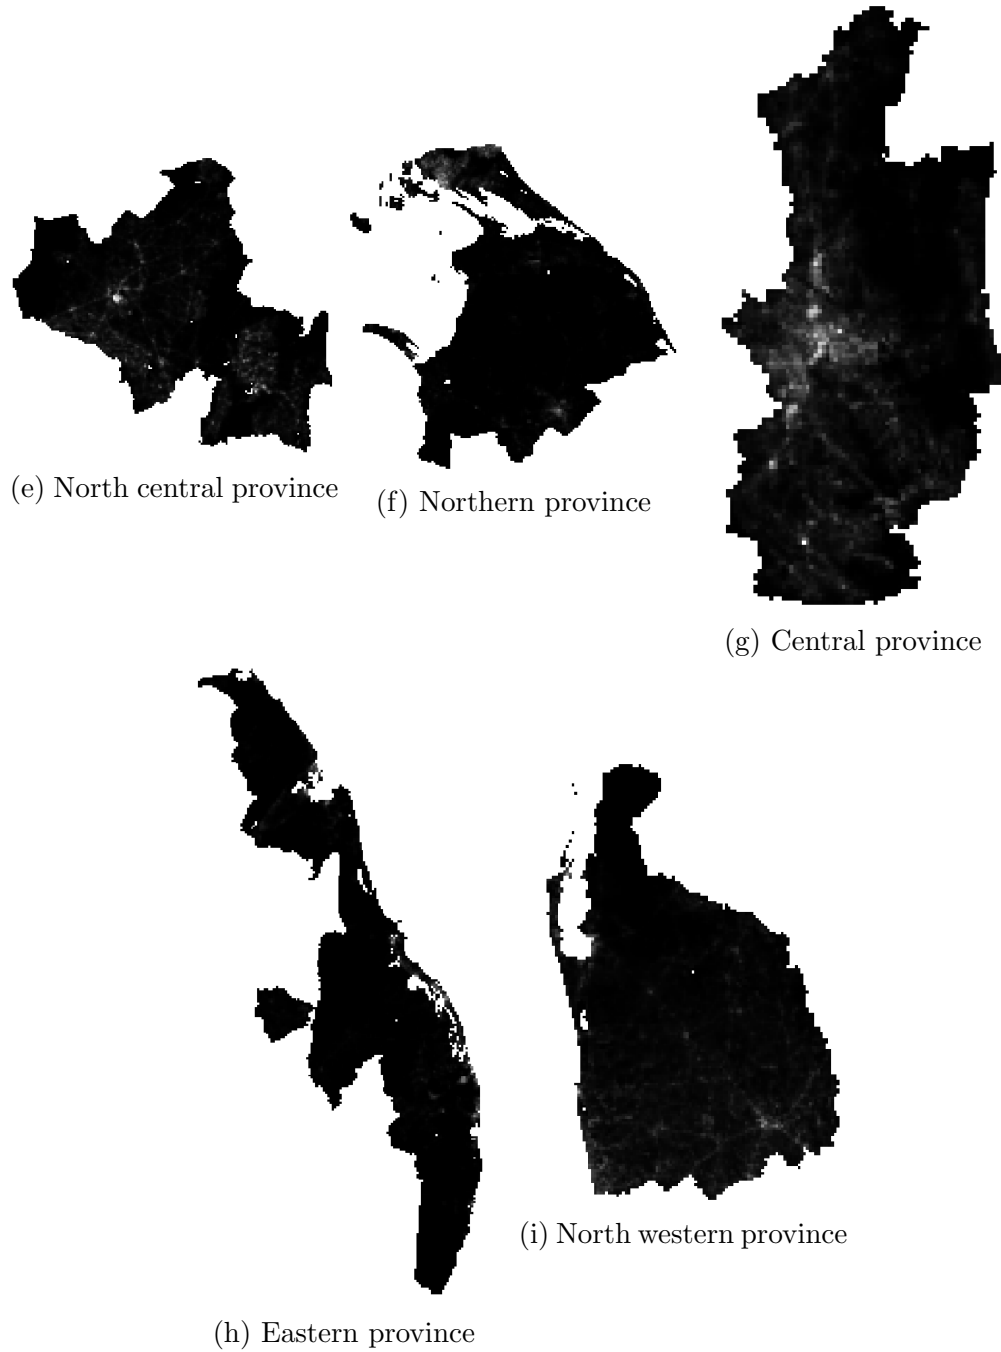 (e) North central province
(f) Northern province
(g) Central province
(h) Eastern province
(i) North western province